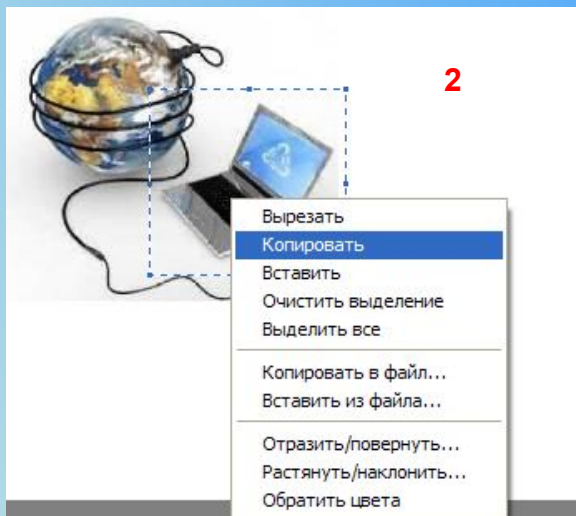 2
Вырезать
Копировать
Вставить
Очистить выделение
Выделить все
Копировать в файл...
Вставить из файла...
Отразить/повернуть...
Растянуть/наклонить...
Обратить цвета